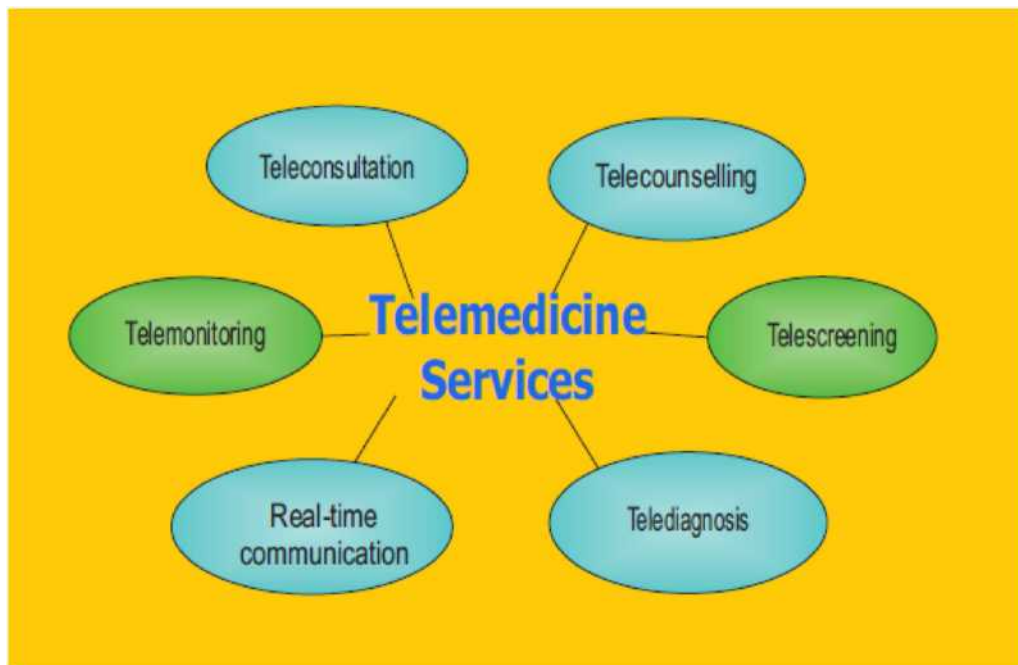 Teleconsultation
Telecounselling
Telemonitoring
Telemedicine
Services
Telescreening
Real-time
communication
Telediagnosis